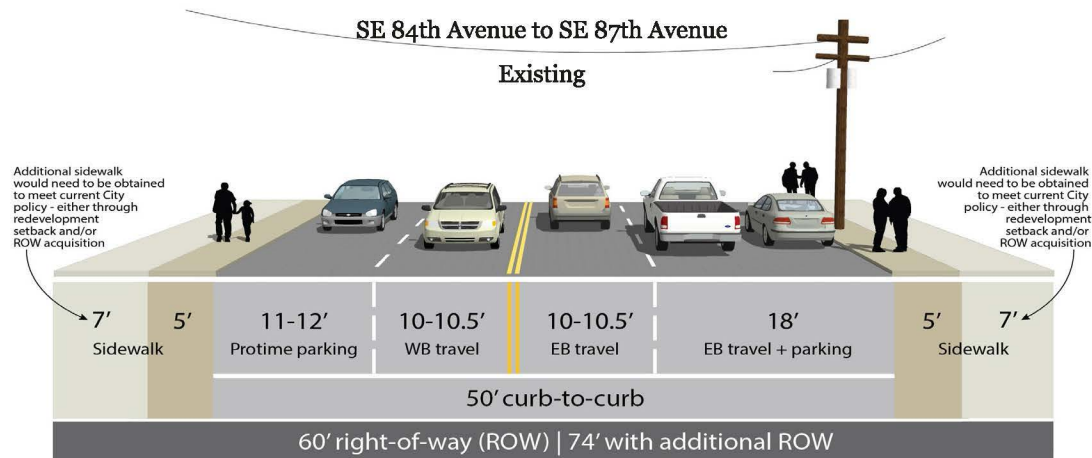 SE 84th Avenue to SE 87th Avenue
Existing
Additional sidewalk
would need to be obtained
to meet current City
policy - either through
redevelopment
setback and/or
ROW acquisition
Additional sidewalk
would need to be obtained
to meet current City
policy - either through
redevelopment
setback and/or
ROW acquisition
7’ 5’ 11-12’ 10-10.5’ 10-10.5’ 18’ 5’ 7’
Sidewalk Protime parking WB travel EB travel EB travel + parking Sidewalk
50’ curb-to-curb
60’ right-of-way (ROW) | 74’ with additional ROW